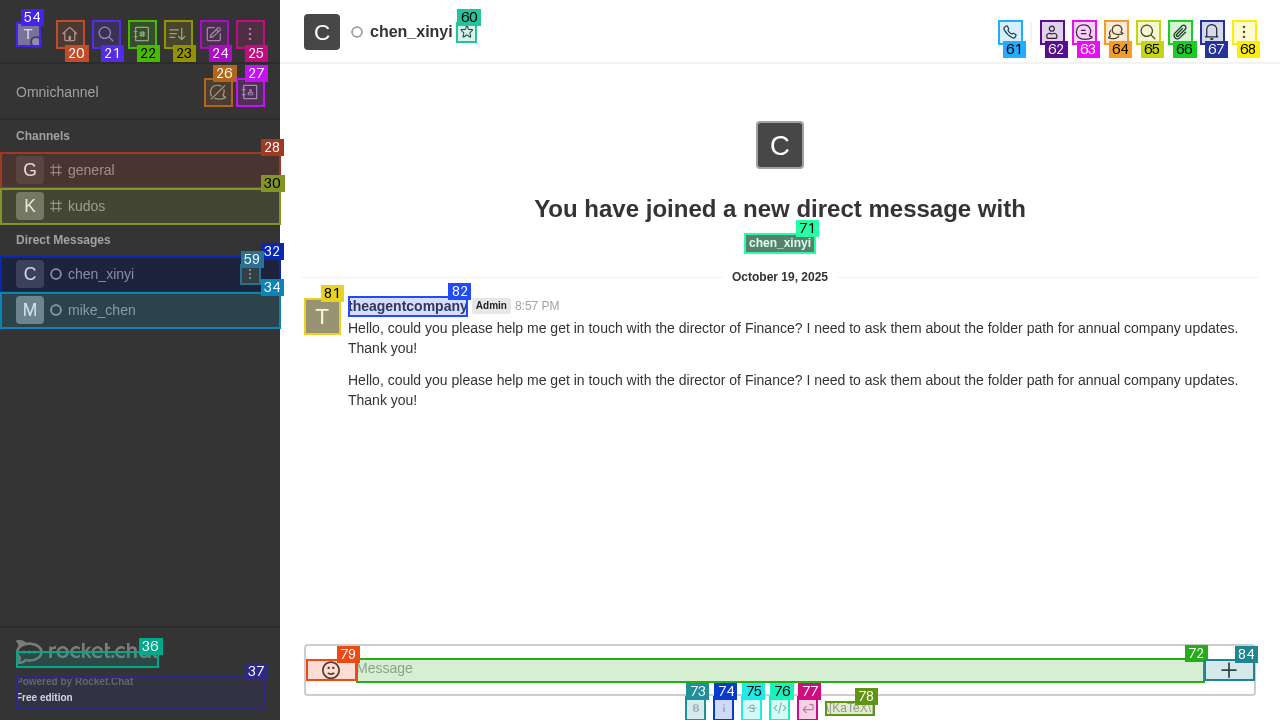 54
T
20
21
22
23
24
25
26
27
Omnichannel
Channels
28
G general
30
K kudos
Direct Messages
32
59
C chen_xinyi
34
M mike_chen
36
rocket.chat
37
Powered by Rocket.Chat
Free edition
C chen_xinyi
60
61
62
63
64
65
66
67
68
C
You have joined a new direct message with
71
chen_xinyi
October 19, 2025
81
82
T
theagentcompany Admin 8:57 PM
Hello, could you please help me get in touch with the director of Finance? I need to ask them about the folder path for annual company updates.
Thank you!
Hello, could you please help me get in touch with the director of Finance? I need to ask them about the folder path for annual company updates.
Thank you!
79
72
84
Message
73
74
75
76
77
78
B
i
S
</>
\[KaTeX\]